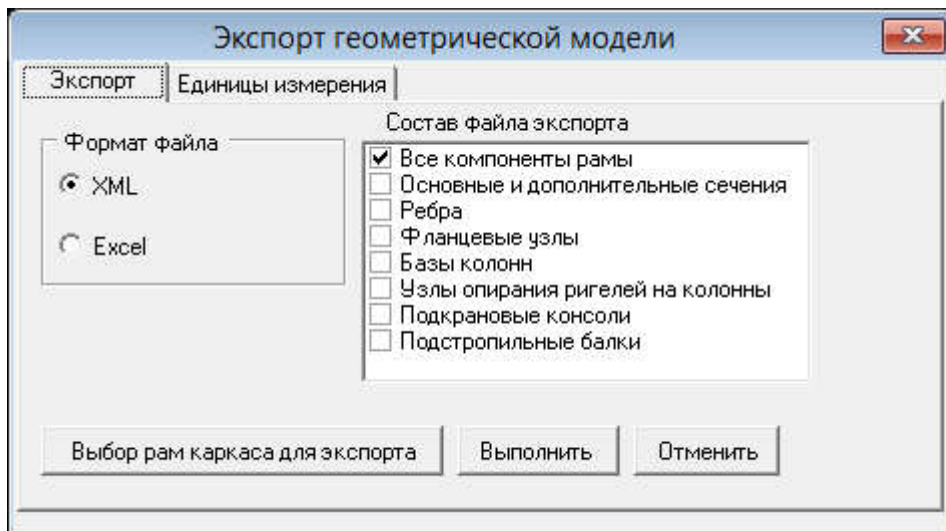 Экспорт геометрической модели
Экспорт
Единицы измерения
Формат файла
XML
Excel
Состав файла экспорта
Все компоненты рамы
Основные и дополнительные сечения
Ребра
Фланцевые узлы
Базы колонн
Узлы опирания ригелей на колонны
Подкрановые консоли
Подстропильные балки
Выбор рам каркаса для экспорта
Выполнить
Отменить